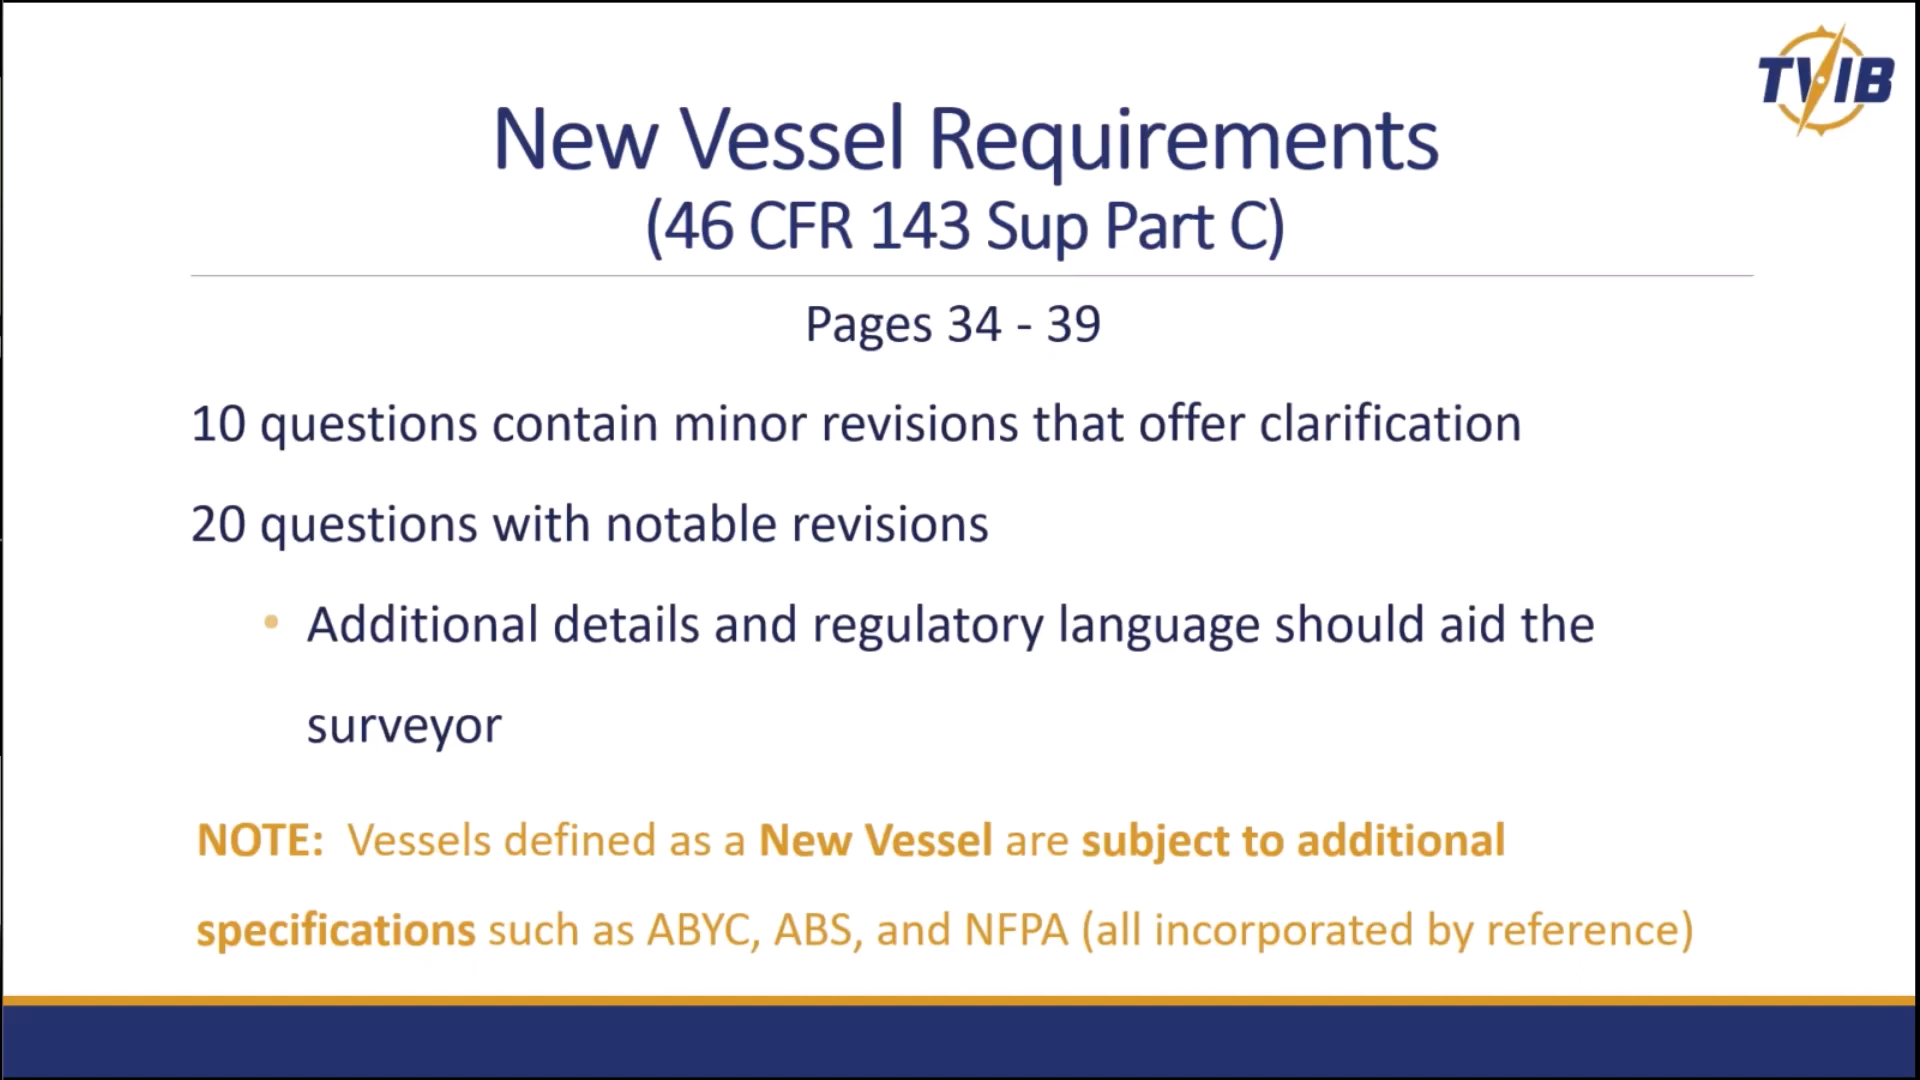 TVIB
New Vessel Requirements
(46 CFR 143 Sup Part C)
Pages 34 - 39
10 questions contain minor revisions that offer clarification
20 questions with notable revisions
• Additional details and regulatory language should aid the
surveyor
NOTE: Vessels defined as a New Vessel are subject to additional
specifications such as ABYC, ABS, and NFPA (all incorporated by reference)